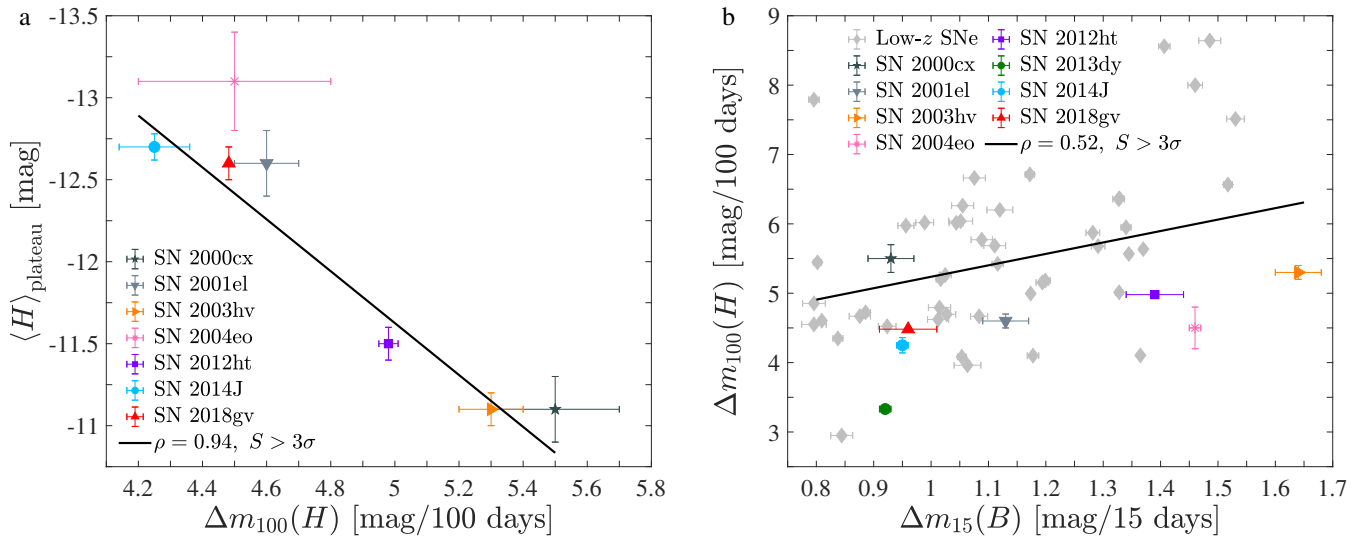 a
-13.5
-13
-12.5
-12
-11.5
-11
⟨H⟩plateau [mag]
SN 2000cx
SN 2001el
SN 2003hv
SN 2004eo
SN 2012ht
SN 2014J
SN 2018gv
ρ = 0.94, S > 3σ
4.2 4.4 4.6 4.8 5 5.2 5.4 5.6 5.8
Δm₁₀₀(H) [mag/100 days]
b
9
8
7
6
5
4
3
Δm₁₀₀(H) [mag/100 days]
Low-z SNe
SN 2000cx
SN 2001el
SN 2003hv
SN 2004eo
SN 2012ht
SN 2013dy
SN 2014J
SN 2018gv
ρ = 0.52, S > 3σ
0.8 0.9 1 1.1 1.2 1.3 1.4 1.5 1.6 1.7
Δm₁₅(B) [mag/15 days]